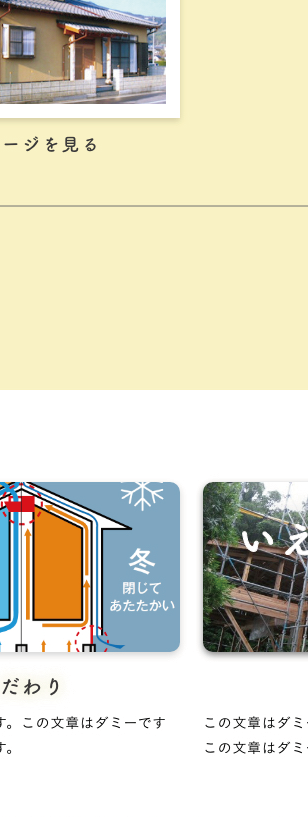 ージを見る
冬
閉じて
あたたかい
いえ
だわり
す。この文章はダミーです
す。
この文章はダミー
この文章はダミー